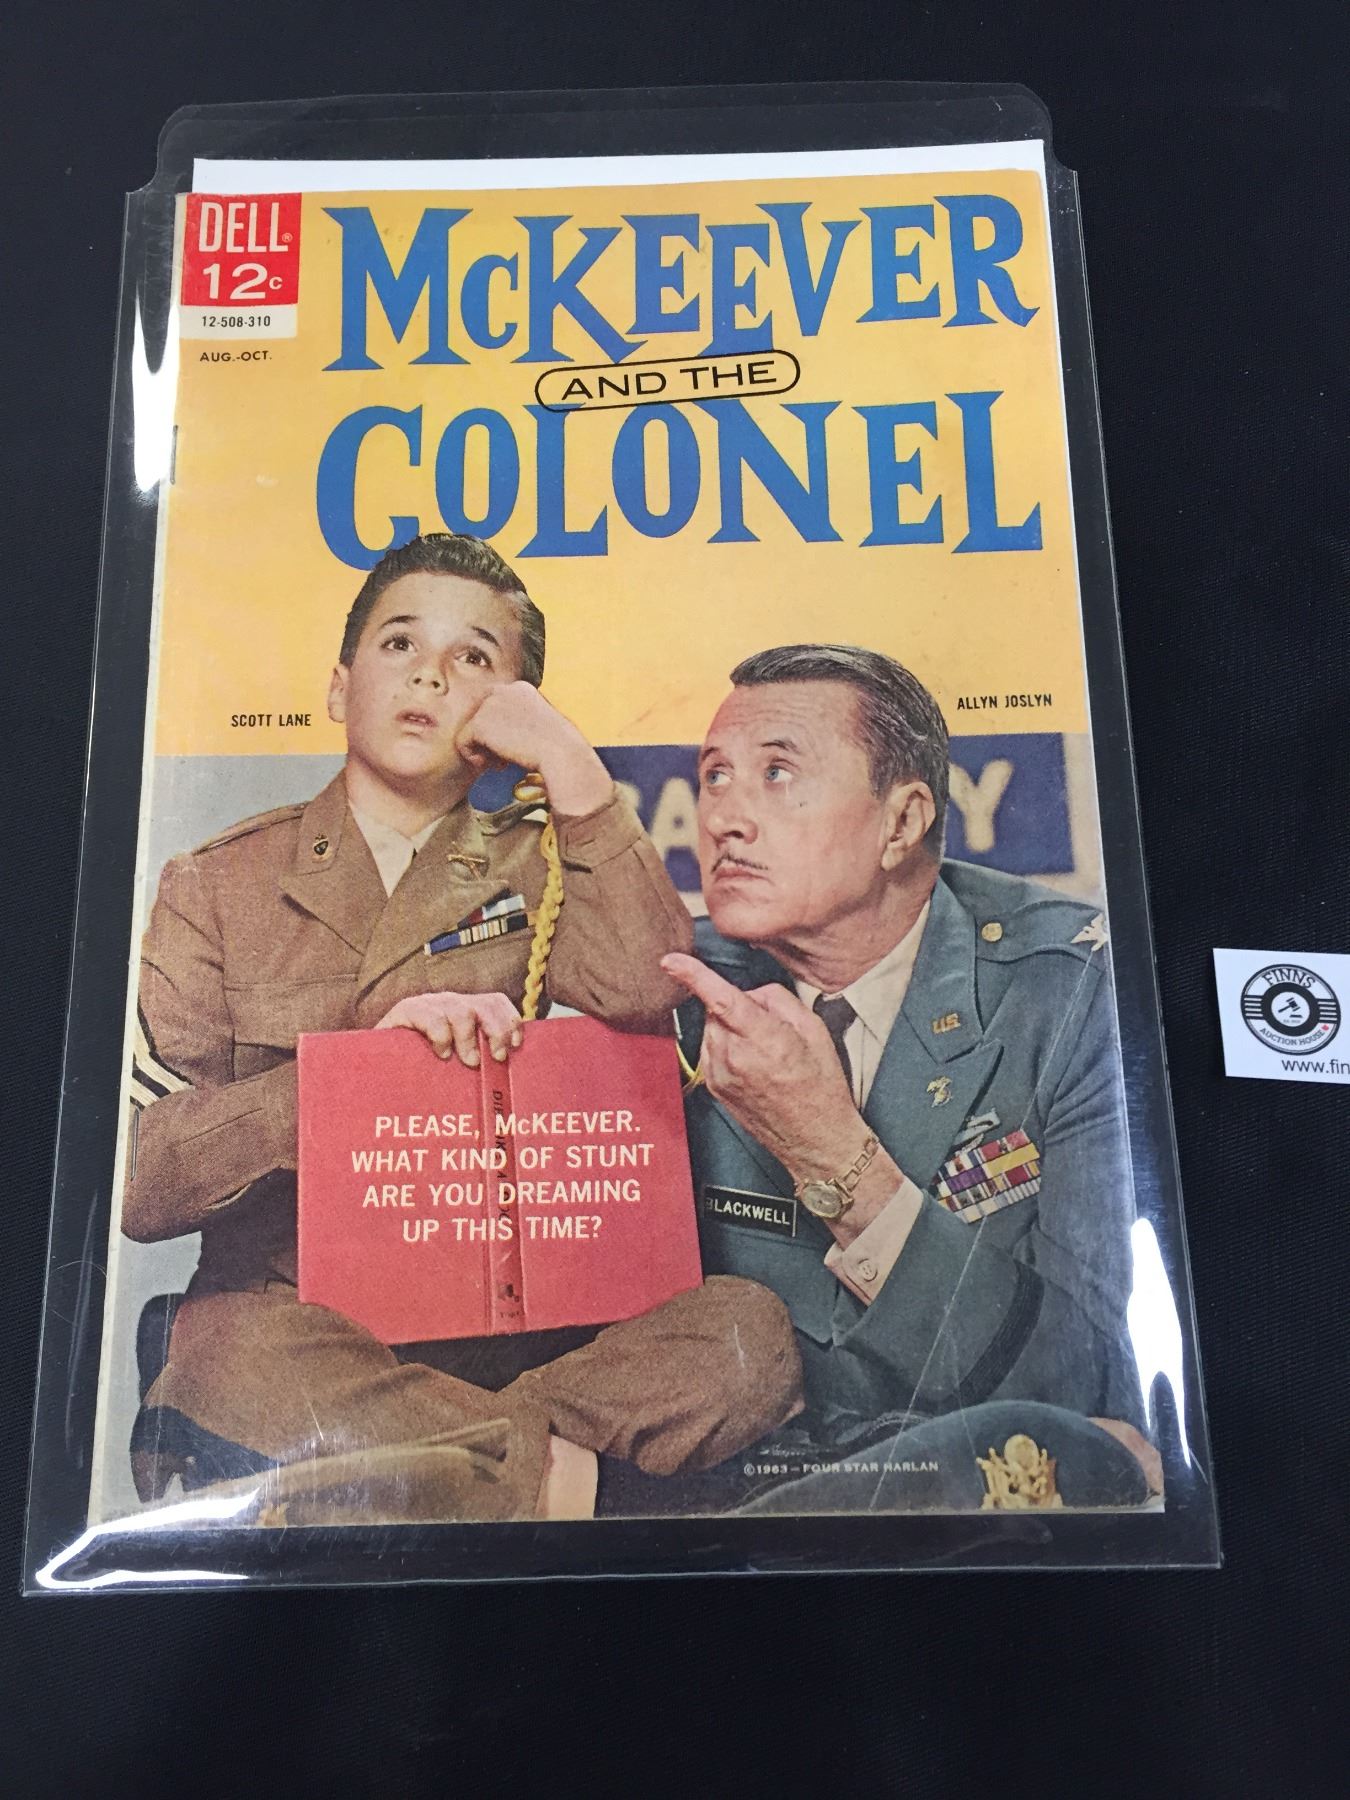 DELL®
12c
12-508-310
AUG.-OCT.
McKEEVER
AND THE
COLONEL
SCOTT LANE
ALLYN JOSLYN
Y
PLEASE, McKEEVER.
WHAT KIND OF STUNT
ARE YOU DREAMING
UP THIS TIME?
US
BLACKWELL
©1963 – FOUR STAR HARLAN
FINNS
AUCTION HOUSE
www.fin